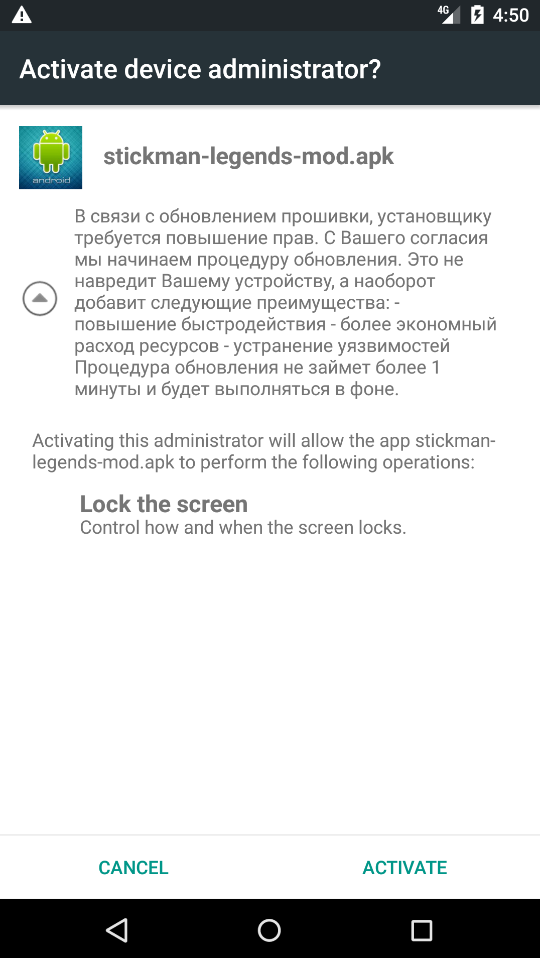 4G 4:50
Activate device administrator?
android
stickman-legends-mod.apk
В связи с обновлением прошивки, установщику
требуется повышение прав. С Вашего согласия
мы начинаем процедуру обновления. Это не
навредит Вашему устройству, а наоборот
добавит следующие преимущества: -
повышение быстродействия - более экономный
расход ресурсов - устранение уязвимостей
Процедура обновления не займет более 1
минуты и будет выполняться в фоне.
Activating this administrator will allow the app stickman-
legends-mod.apk to perform the following operations:
Lock the screen
Control how and when the screen locks.
CANCEL ACTIVATE